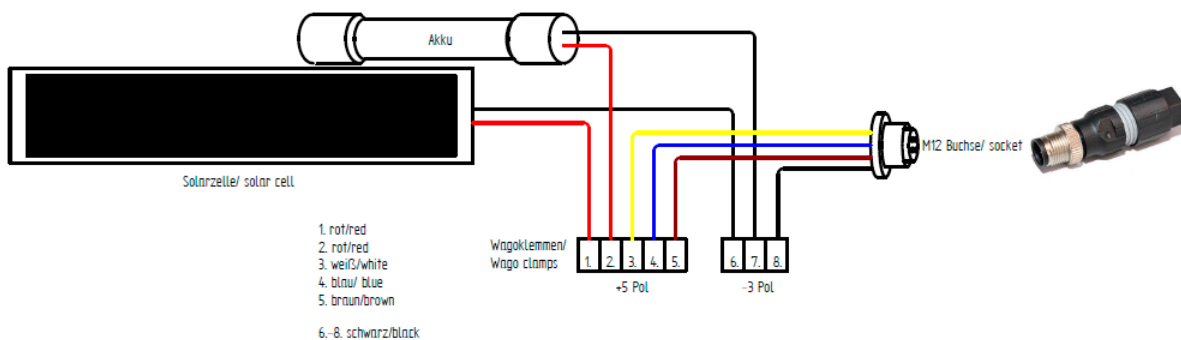 Akku
Solarzelle/ solar cell
M12 Buchse/ socket
1. rot/red
2. rot/red
3. weiß/white
4. blau/ blue
5. braun/brown
6.-8. schwarz/black
Wagoklemmen/
Wago clamps
1. 2. 3. 4. 5.
+5 Pol
6. 7. 8.
-3 Pol